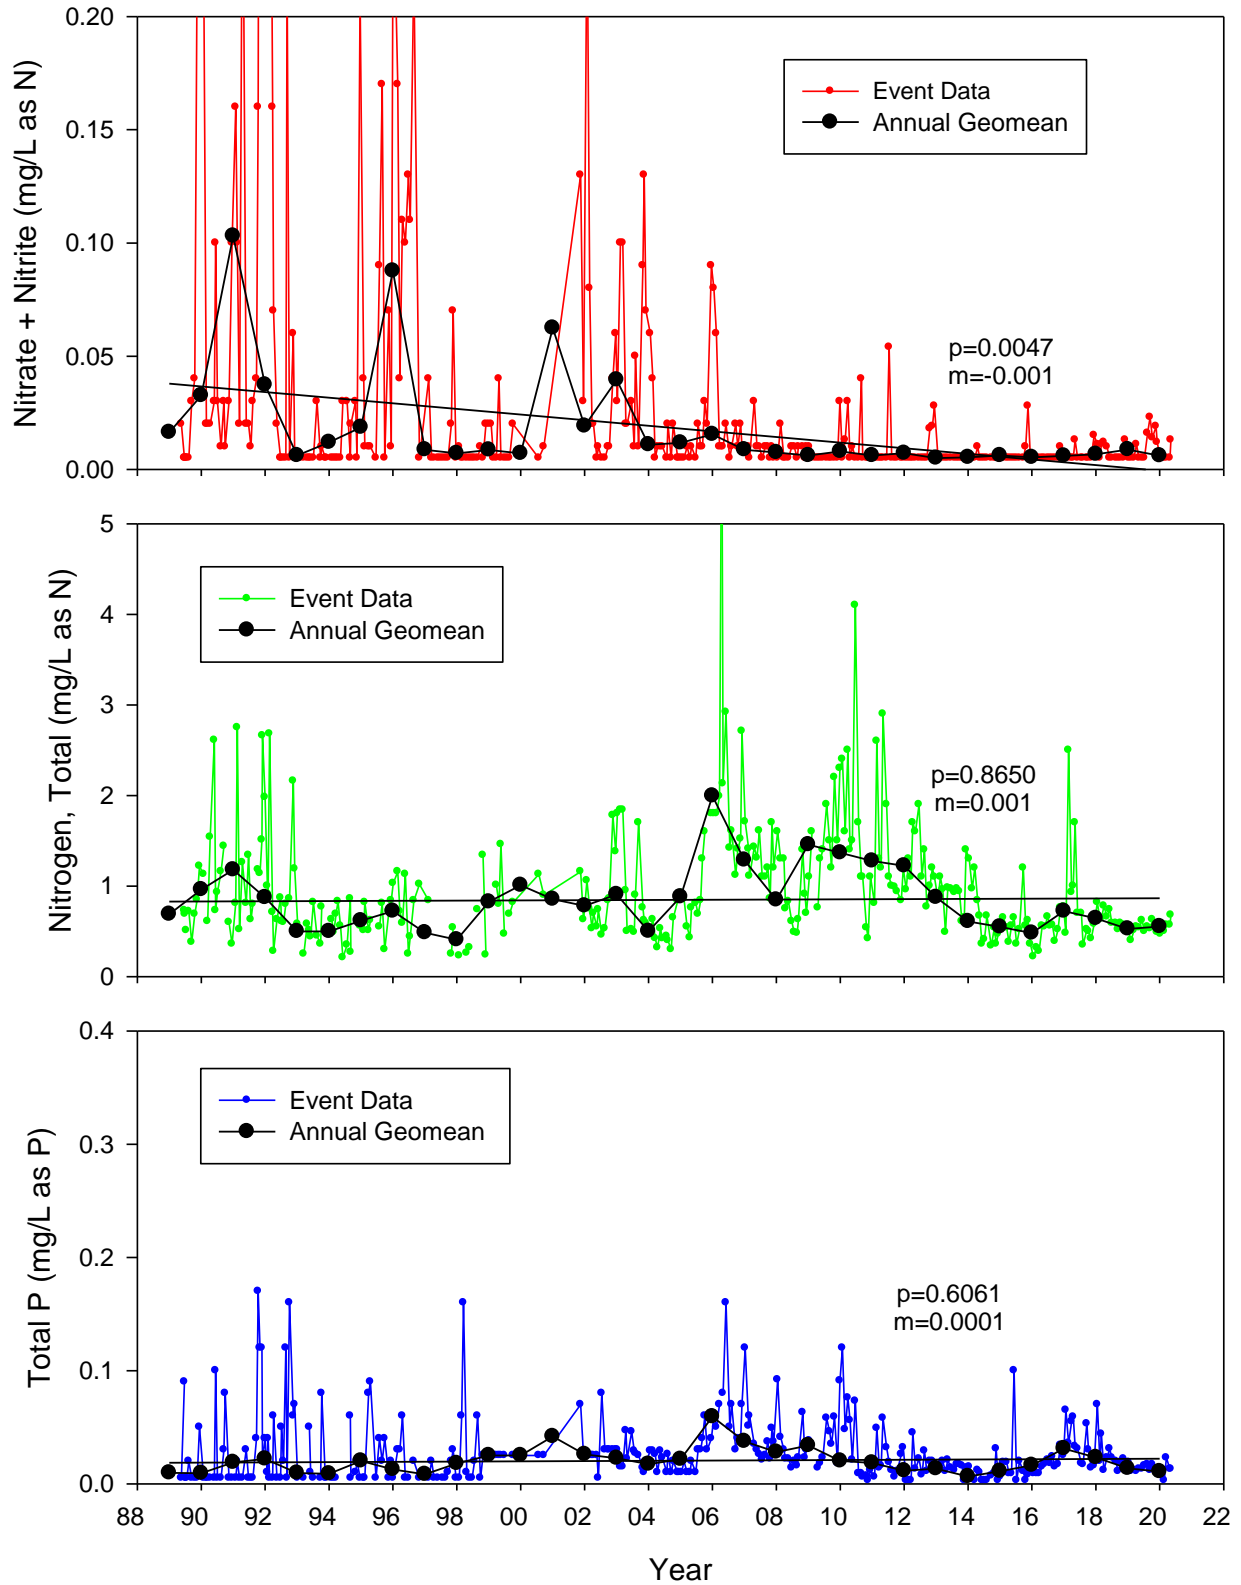 0.20
0.15
0.10
0.05
0.00
Nitrate + Nitrite (mg/L as N)
Event Data
Annual Geomean
p=0.0047
m=-0.001
5
4
3
2
1
0
Nitrogen, Total (mg/L as N)
Event Data
Annual Geomean
p=0.8650
m=0.001
0.4
0.3
0.2
0.1
0.0
Total P (mg/L as P)
Event Data
Annual Geomean
p=0.6061
m=0.0001
88 90 92 94 96 98 00 02 04 06 08 10 12 14 16 18 20 22
Year